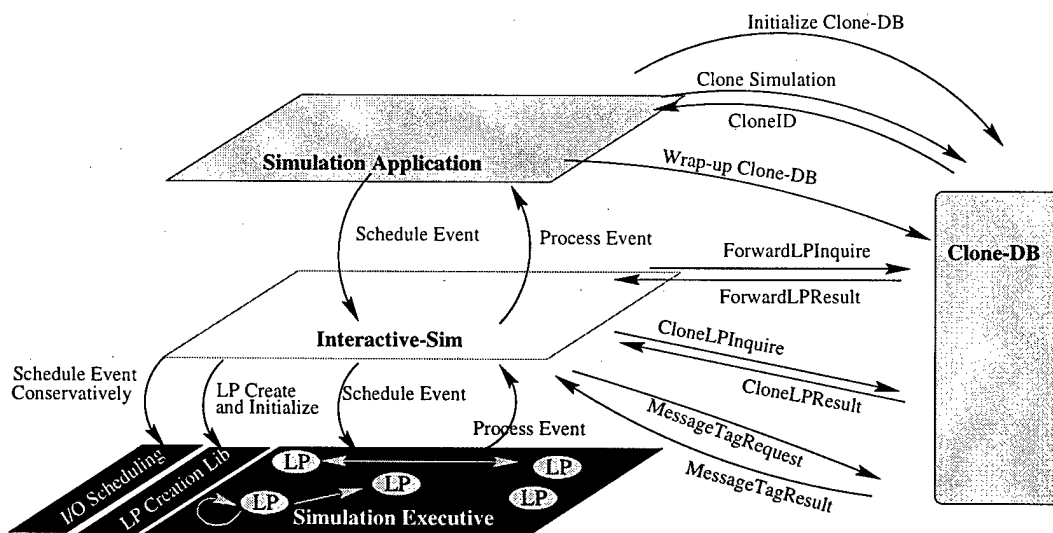 Initialize Clone-DB
Clone Simulation
CloneID
Simulation Application
Wrap-up Clone-DB
Schedule Event
Process Event
ForwardLPInquire
Clone-DB
ForwardLPResult
Interactive-Sim
CloneLPInquire
CloneLPResult
Schedule Event
Conservatively
LP Create
and Initialize
Schedule Event
Process Event
MessageTagRequest
MessageTagResult
I/O Scheduling
LP Creation Lib
LP
LP
LP
LP
LP
Simulation Executive